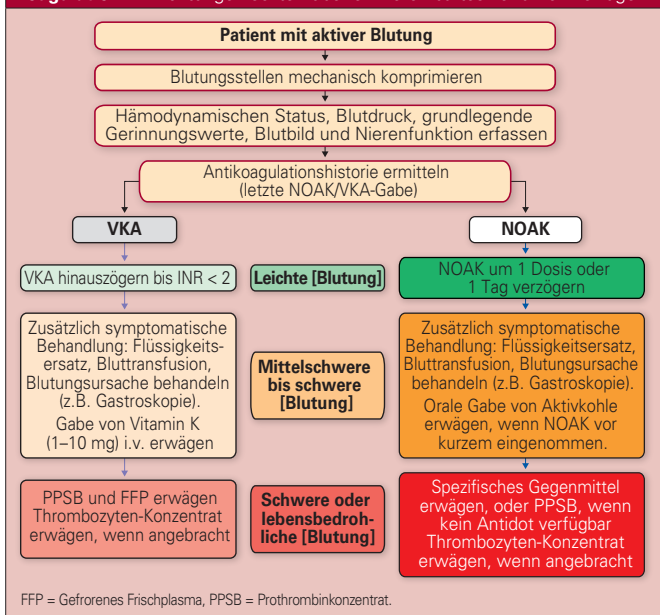 Patient mit aktiver Blutung
Blutungsstellen mechanisch komprimieren
Hämodynamischen Status, Blutdruck, grundlegende
Gerinnungswerte, Blutbild und Nierenfunktion erfassen
Antikoagulationshistorie ermitteln
(letzte NOAK/VKA-Gabe)
VKA
NOAK
VKA hinauszögern bis INR < 2
Leichte [Blutung]
NOAK um 1 Dosis oder
1 Tag verzögern
Zusätzlich symptomatische
Behandlung: Flüssigkeits-
ersatz, Bluttransfusion,
Blutungsursache behandeln
(z.B. Gastroskopie).
Gabe von Vitamin K
(1–10 mg) i.v. erwägen
Mittelschwere
bis schwere
[Blutung]
Zusätzlich symptomatische
Behandlung: Flüssigkeitsersatz,
Bluttransfusion, Blutungsursache
behandeln (z.B. Gastroskopie).
Orale Gabe von Aktivkohle
erwägen, wenn NOAK vor
kurzem eingenommen.
PPSB und FFP erwägen
Thrombozyten-Konzentrat
erwägen, wenn angebracht
Schwere oder
lebensbedroh-
liche [Blutung]
Spezifisches Gegenmittel
erwägen, oder PPSB, wenn
kein Antidot verfügbar
Thrombozyten-Konzentrat
erwägen, wenn angebracht
FFP = Gefrorenes Frischplasma, PPSB = Prothrombinkonzentrat.